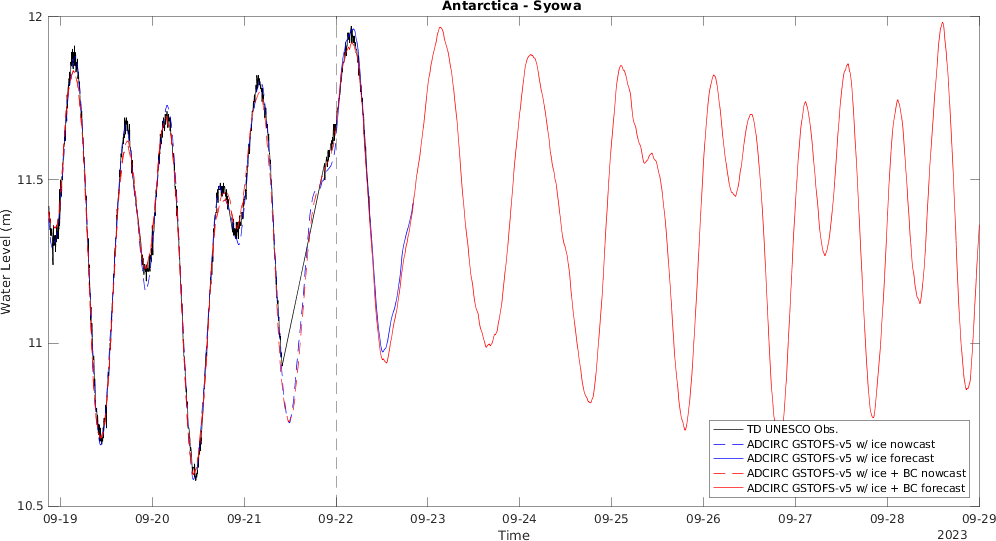 Antarctica - Syowa
Water Level (m)
12
11.5
11
10.5
TD UNESCO Obs.
ADCIRC GSTOFS-v5 w/ ice nowcast
ADCIRC GSTOFS-v5 w/ ice forecast
ADCIRC GSTOFS-v5 w/ ice + BC nowcast
ADCIRC GSTOFS-v5 w/ ice + BC forecast
09-19 09-20 09-21 09-22 09-23 09-24 09-25 09-26 09-27 09-28 09-29
Time
2023